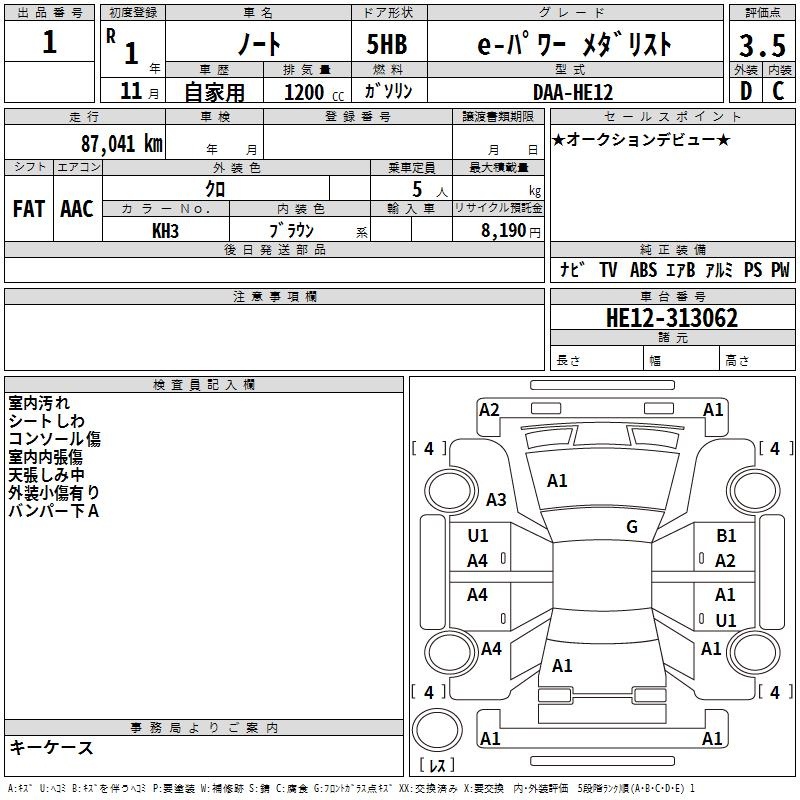 出品番号 初度登録 車名 ドア形状 グレード 評価点
1 R 1 年 ノート 5HB e-パワー メダリスト 3.5
車歴 排気量 燃料 型式 外装 内装
11 月 自家用 1200 CC ガソリン DAA-HE12 D C
走行 車検 登録番号 譲渡書類期限 セールスポイント
87,041 km 年 月 月 日 ★オークションデビュー★
シフト エアコン 外装色 乗車定員 最大積載量
FAT AAC クロ 5 人 kg
カラーNo. 内装色 輸入車 リサイクル預託金
KH3 ブラウン 系 8,190 円
後日発送部品 純正装備
ナビ TV ABS エアB アルミ PS PW
注意事項欄 車台番号
HE12-313062
諸元
長さ 幅 高さ
検査員記入欄
室内汚れ
シートしわ
コンソール傷
室内内張傷
天張しみ中
外装小傷有り
バンパー下A
A2 A1
[ 4 ] [ 4 ]
A1
A3
G
U1 B1
A4 A2
A4 A1
U1
A4 A1
A1
[ 4 ] [ 4 ]
A1 A1
[ レス ]
事務局よりご案内
キーケース
A:キズ U:ヘコミ B:キズを伴うヘコミ P:要塗装 W:補修跡 S:錆 C:腐食 G:フロントガラス点キズ XX:交換済み X:要交換 内・外装評価 5段階ランク順(A・B・C・D・E) 1